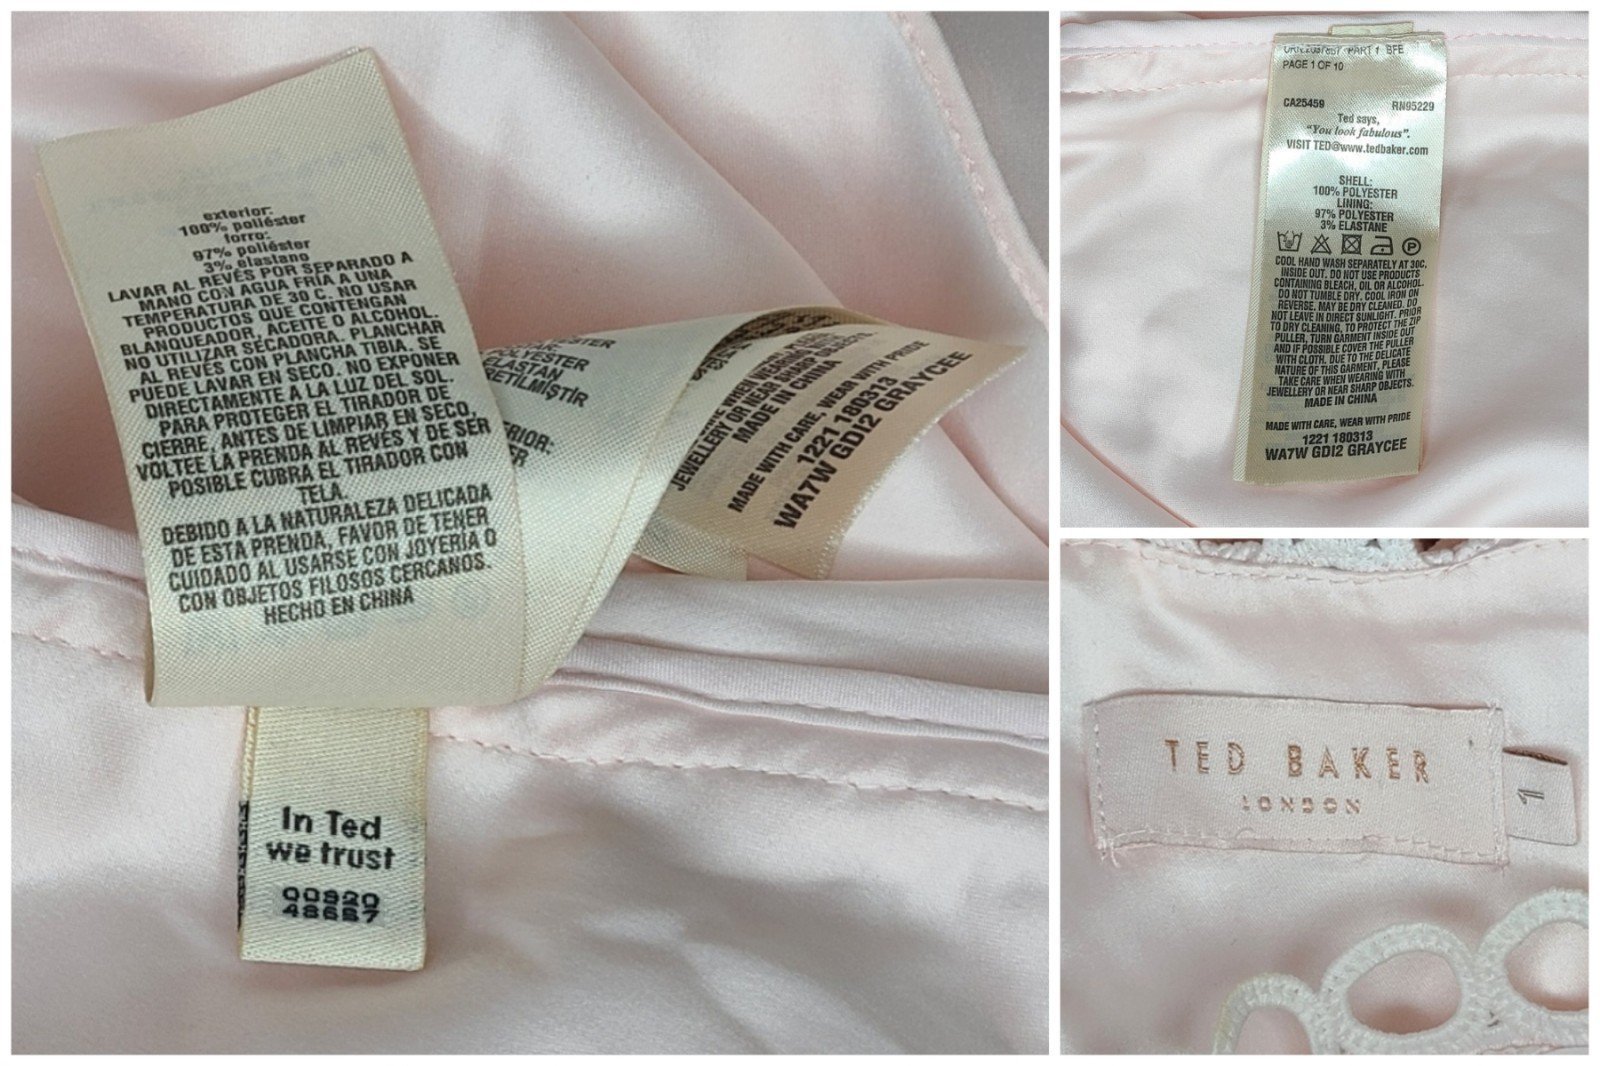 exterior:
100% poliéster
forro:
97% poliéster
3% elastano
LAVAR AL REVÉS POR SEPARADO A
MANO CON AGUA FRIA A UNA
TEMPERATURA DE 30 C. NO USAR
PRODUCTOS QUE CONTENGAN
BLANQUEADOR, ACEITE O ALCOHOL.
NO UTILIZAR SECADORA. PLANCHAR
AL REVÉS CON PLANCHA TIBIA. SE
PUEDE LAVAR EN SECO. NO EXPONER
DIRECTAMENTE A LA LUZ DEL SOL.
PARA PROTEGER EL TIRADOR DE
CIERRE, ANTES DE LIMPIAR EN SECO,
VOLTEE LA PRENDA AL REVÉS Y DE SER
POSIBLE CUBRA EL TIRADOR CON
TELA.
DEBIDO A LA NATURALEZA DELICADA
DE ESTA PRENDA, FAVOR DE TENER
CUIDADO AL USARSE CON JOYERÍA O
CON OBJETOS FILOSOS CERCANOS.
HECHO EN CHINA
ELASTAN
JEWELLERY OR NEAR SHARP OBJECTS.
MADE IN CHINA
MADE WITH CARE, WEAR WITH PRIDE
1221 180313
WA7W GDI2 GRAYCEE
In Ted
we trust
00920
48687
PART 1 BFE
PAGE 1 OF 10
CA25459 RN95229
Ted says,
"You look fabulous".
VISIT TED@www.tedbaker.com
SHELL:
100% POLYESTER
LINING:
97% POLYESTER
3% ELASTANE
COOL HAND WASH SEPARATELY AT 30C,
INSIDE OUT. DO NOT USE PRODUCTS
CONTAINING BLEACH, OIL OR ALCOHOL.
DO NOT TUMBLE DRY. COOL IRON ON
REVERSE. MAY BE DRY CLEANED. DO
NOT LEAVE IN DIRECT SUNLIGHT. PRIOR
TO DRY CLEANING, TO PROTECT THE ZIP
PULLER, TURN GARMENT INSIDE OUT
AND IF POSSIBLE COVER THE PULLER
WITH CLOTH. DUE TO THE DELICATE
NATURE OF THIS GARMENT, PLEASE
TAKE CARE WHEN WEARING WITH
JEWELLERY OR NEAR SHARP OBJECTS.
MADE IN CHINA
MADE WITH CARE, WEAR WITH PRIDE
1221 180313
WA7W GDI2 GRAYCEE
TED BAKER
LONDON
1